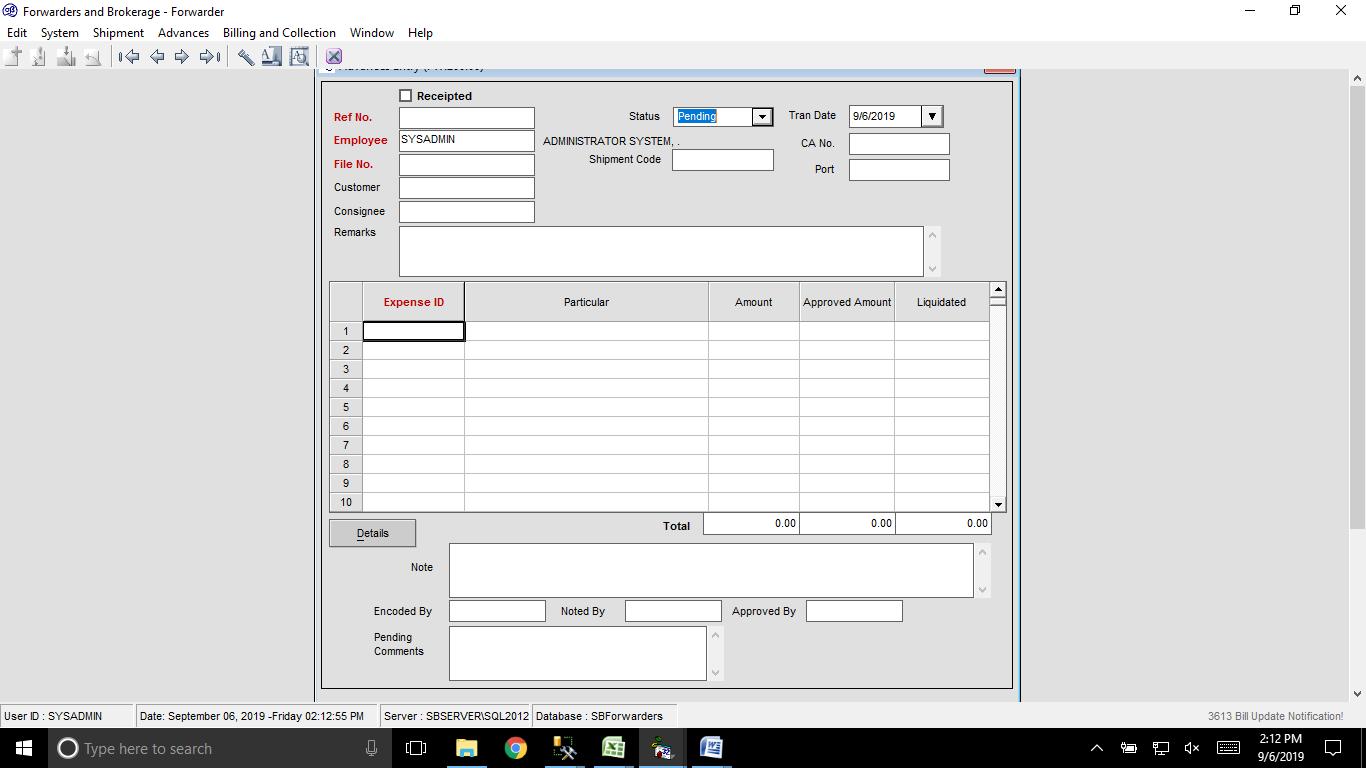 Forwarders and Brokerage - Forwarder
Edit System Shipment Advances Billing and Collection Window Help
Receipted
Ref No. Status Pending Tran Date 9/6/2019
Employee SYSADMIN ADMINISTRATOR SYSTEM, . CA No.
File No. Shipment Code Port
Customer
Consignee
Remarks
Expense ID Particular Amount Approved Amount Liquidated
1
2
3
4
5
6
7
8
9
10
Total 0.00 0.00 0.00
Details
Note
Encoded By Noted By Approved By
Pending
Comments
User ID : SYSADMIN Date: September 06, 2019 -Friday 02:12:55 PM Server : SBSERVER\SQL2012 Database : SBForwarders 3613 Bill Update Notification!
Type here to search 2:12 PM
9/6/2019